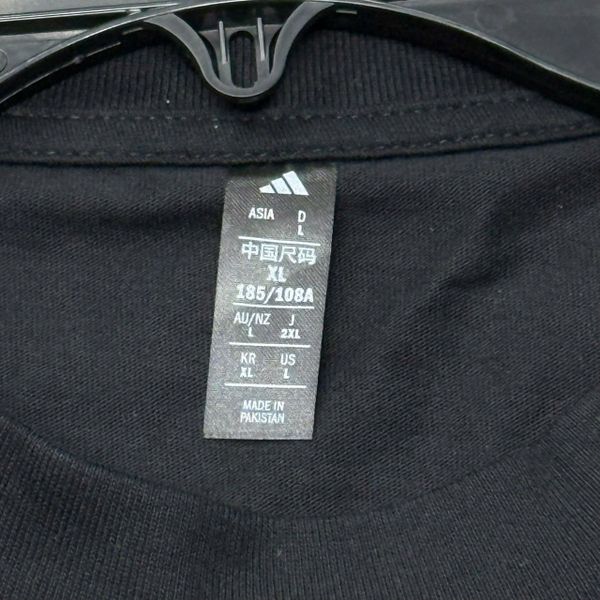 ASIA D
L
中国尺码
XL
185/108A
AU/NZ J
L 2XL
KR US
XL L
MADE IN
PAKISTAN